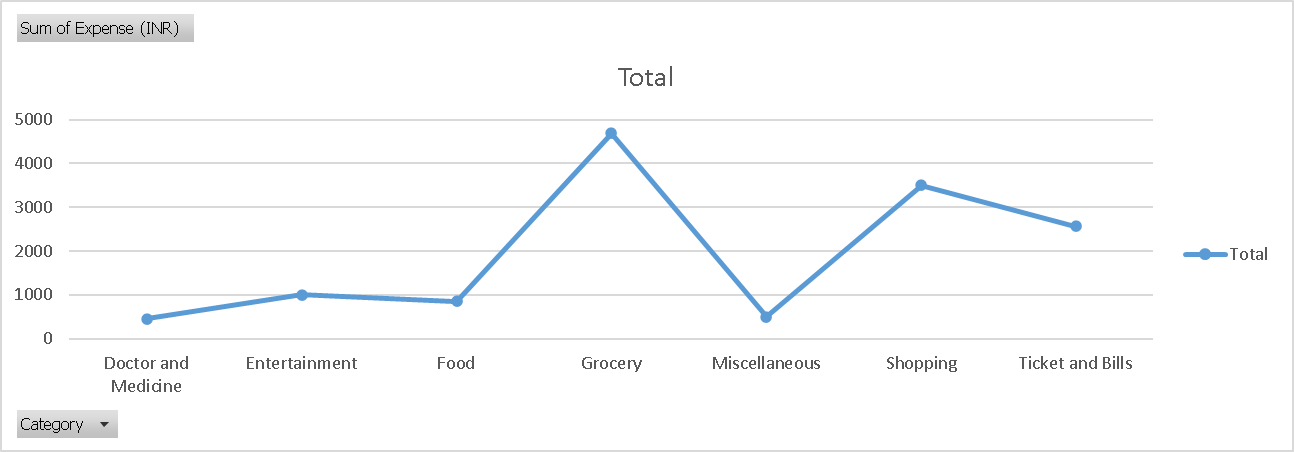 Sum of Expense (INR)
Total
5000
4000
3000
2000
1000
0
Doctor and
Medicine
Entertainment
Food
Grocery
Miscellaneous
Shopping
Ticket and Bills
Total
Category